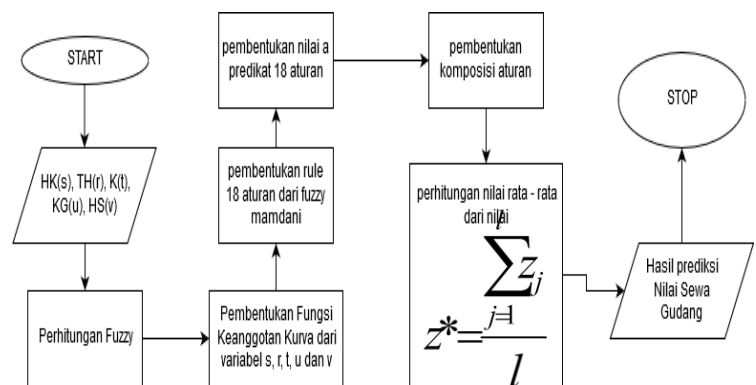 START
HK(s), TH(r), K(t),
KG(u), HS(v)
Perhitungan Fuzzy
Pembentukan Fungsi
Keanggotan Kurva dari
variabel s, r, t, u dan v
pembentukan rule
18 aturan dari fuzzy
mamdani
pembentukan nilai a
predikat 18 aturan
pembentukan
komposisi aturan
perhitungan nilai rata - rata
dari nilai
z*= l ∑ j=1 zj / l
Hasil prediksi
Nilai Sewa
Gudang
STOP